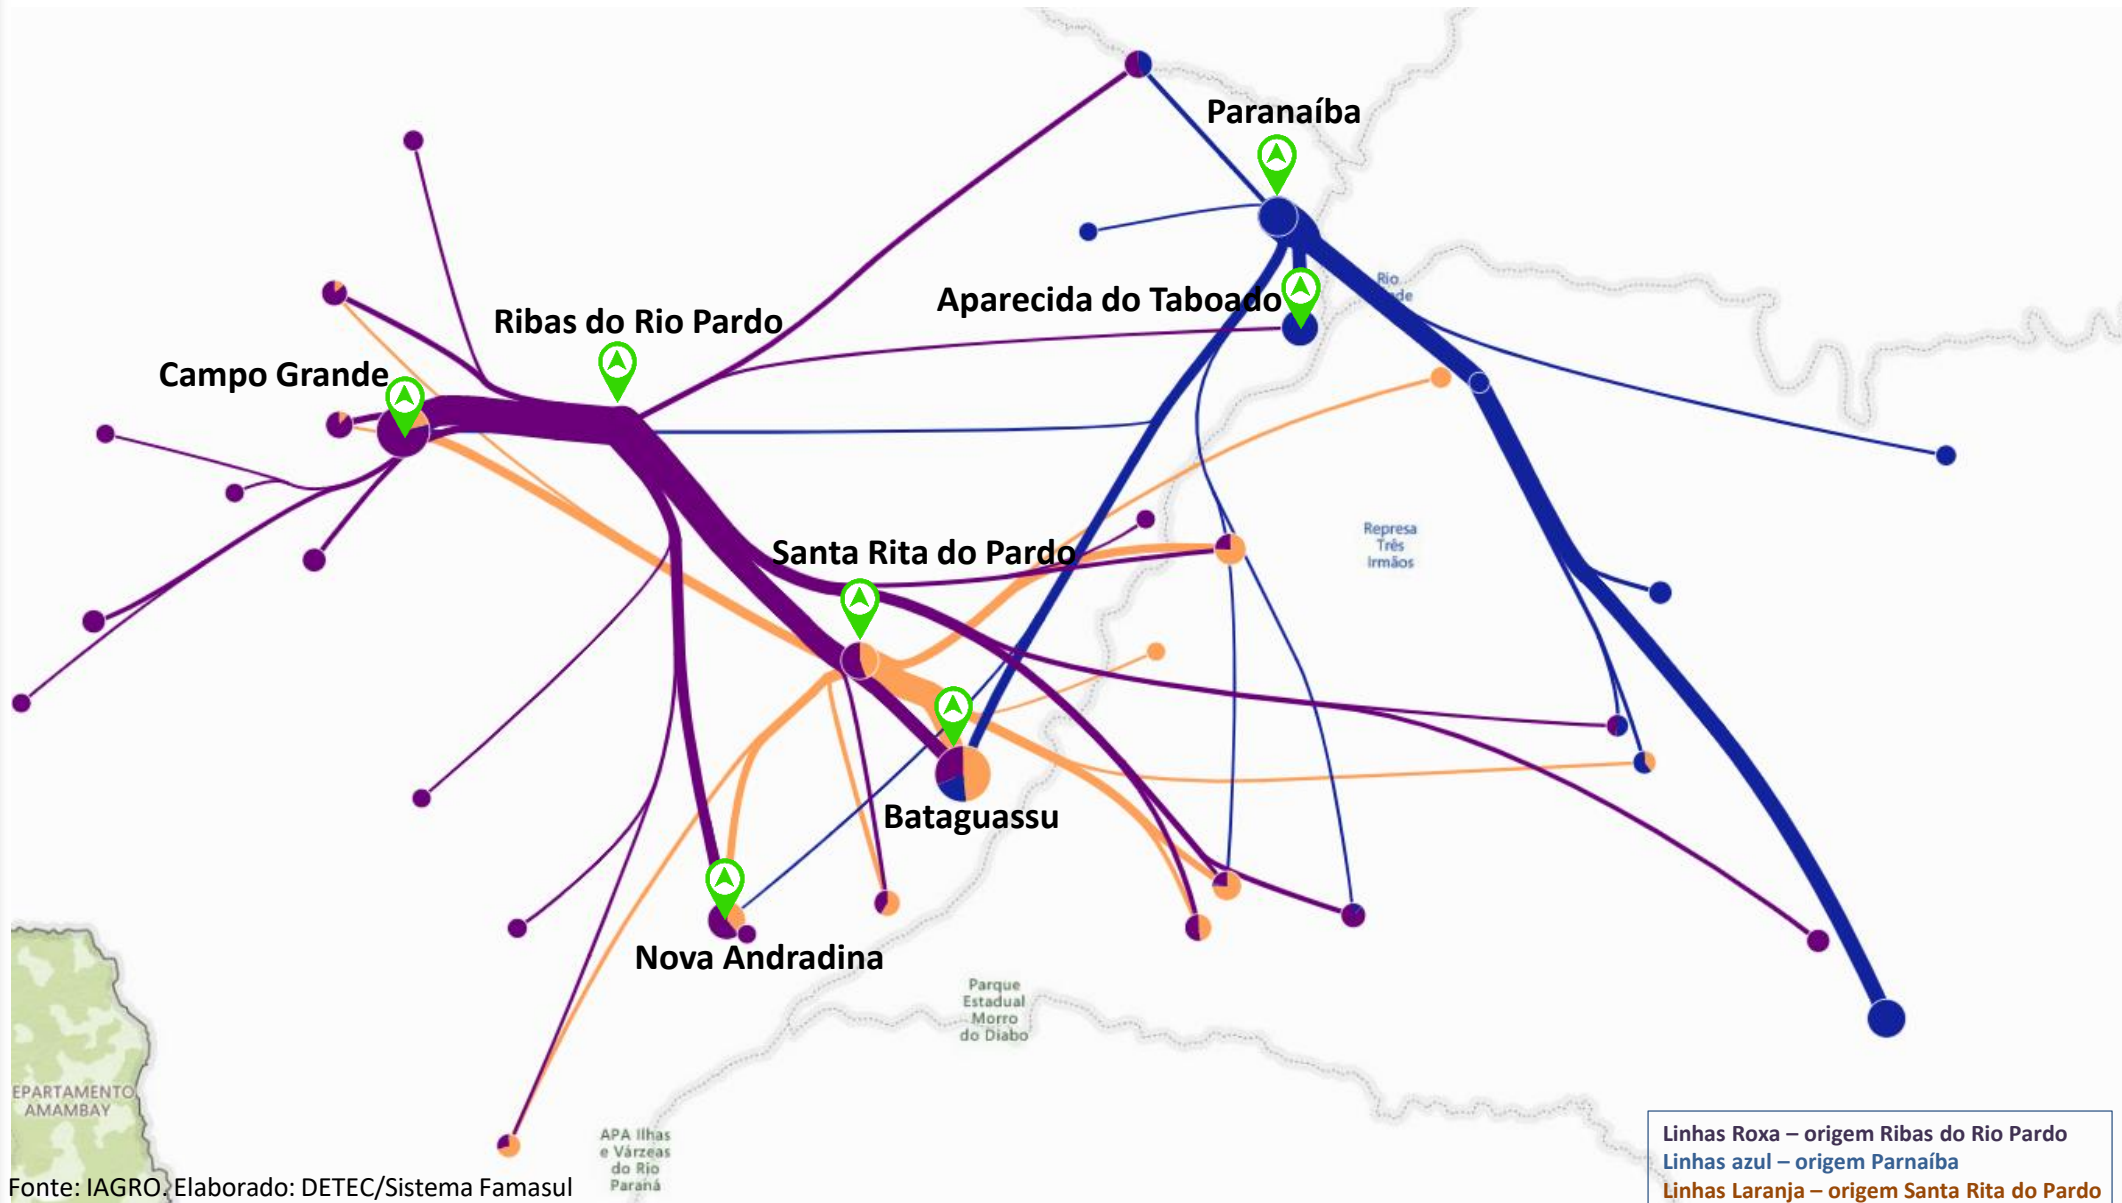 Paranaíba
Rio
Aparecida do Taboado
Ribas do Rio Pardo
Campo Grande
Represa
Três
Irmãos
Santa Rita do Pardo
Bataguassu
Nova Andradina
Parque
Estadual
Morro
do Diabo
EPARTAMENTO
AMAMBAY
APA Ilhas
e Várzeas
do Rio
Paraná
Linhas Roxa – origem Ribas do Rio Pardo
Linhas azul – origem Parnaíba
Linhas Laranja – origem Santa Rita do Pardo
Fonte: IAGRO. Elaborado: DETEC/Sistema Famasul